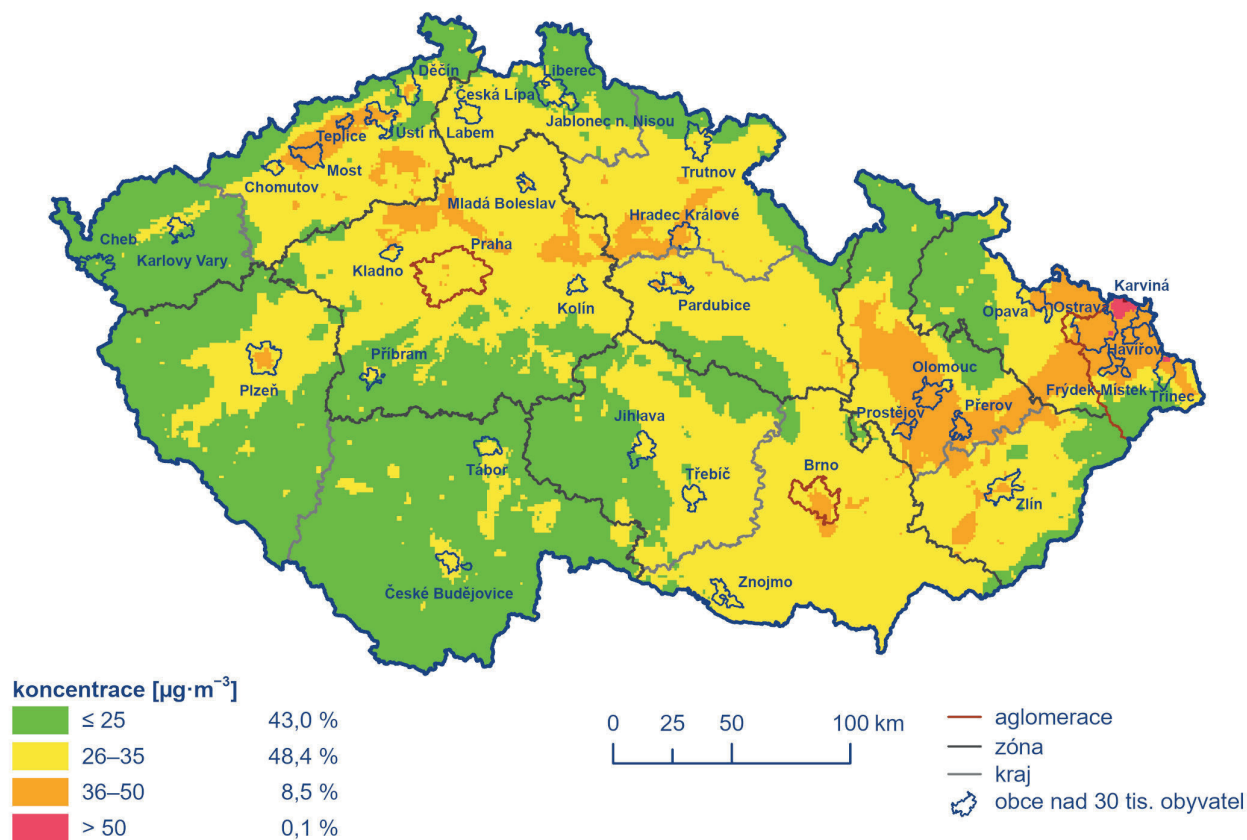 Děčín
Liberec
Česká Lípa
Jablonec n. Nisou
Teplice
Ústí n. Labem
Most
Chomutov
Trutnov
Mladá Boleslav
Hradec Králové
Cheb
Karlovy Vary
Praha
Kladno
Kolín
Pardubice
Karviná
Opava
Ostrava
Havířov
Plzeň
Příbram
Olomouc
Frýdek-Místek
Třinec
Prostějov
Přerov
Jihlava
Tábor
Třebíč
Brno
Zlín
České Budějovice
Znojmo
koncentrace [µg·m⁻³]
≤ 25 43,0 %
26–35 48,4 %
36–50 8,5 %
> 50 0,1 %
0 25 50 100 km
aglomerace
zóna
kraj
obce nad 30 tis. obyvatel